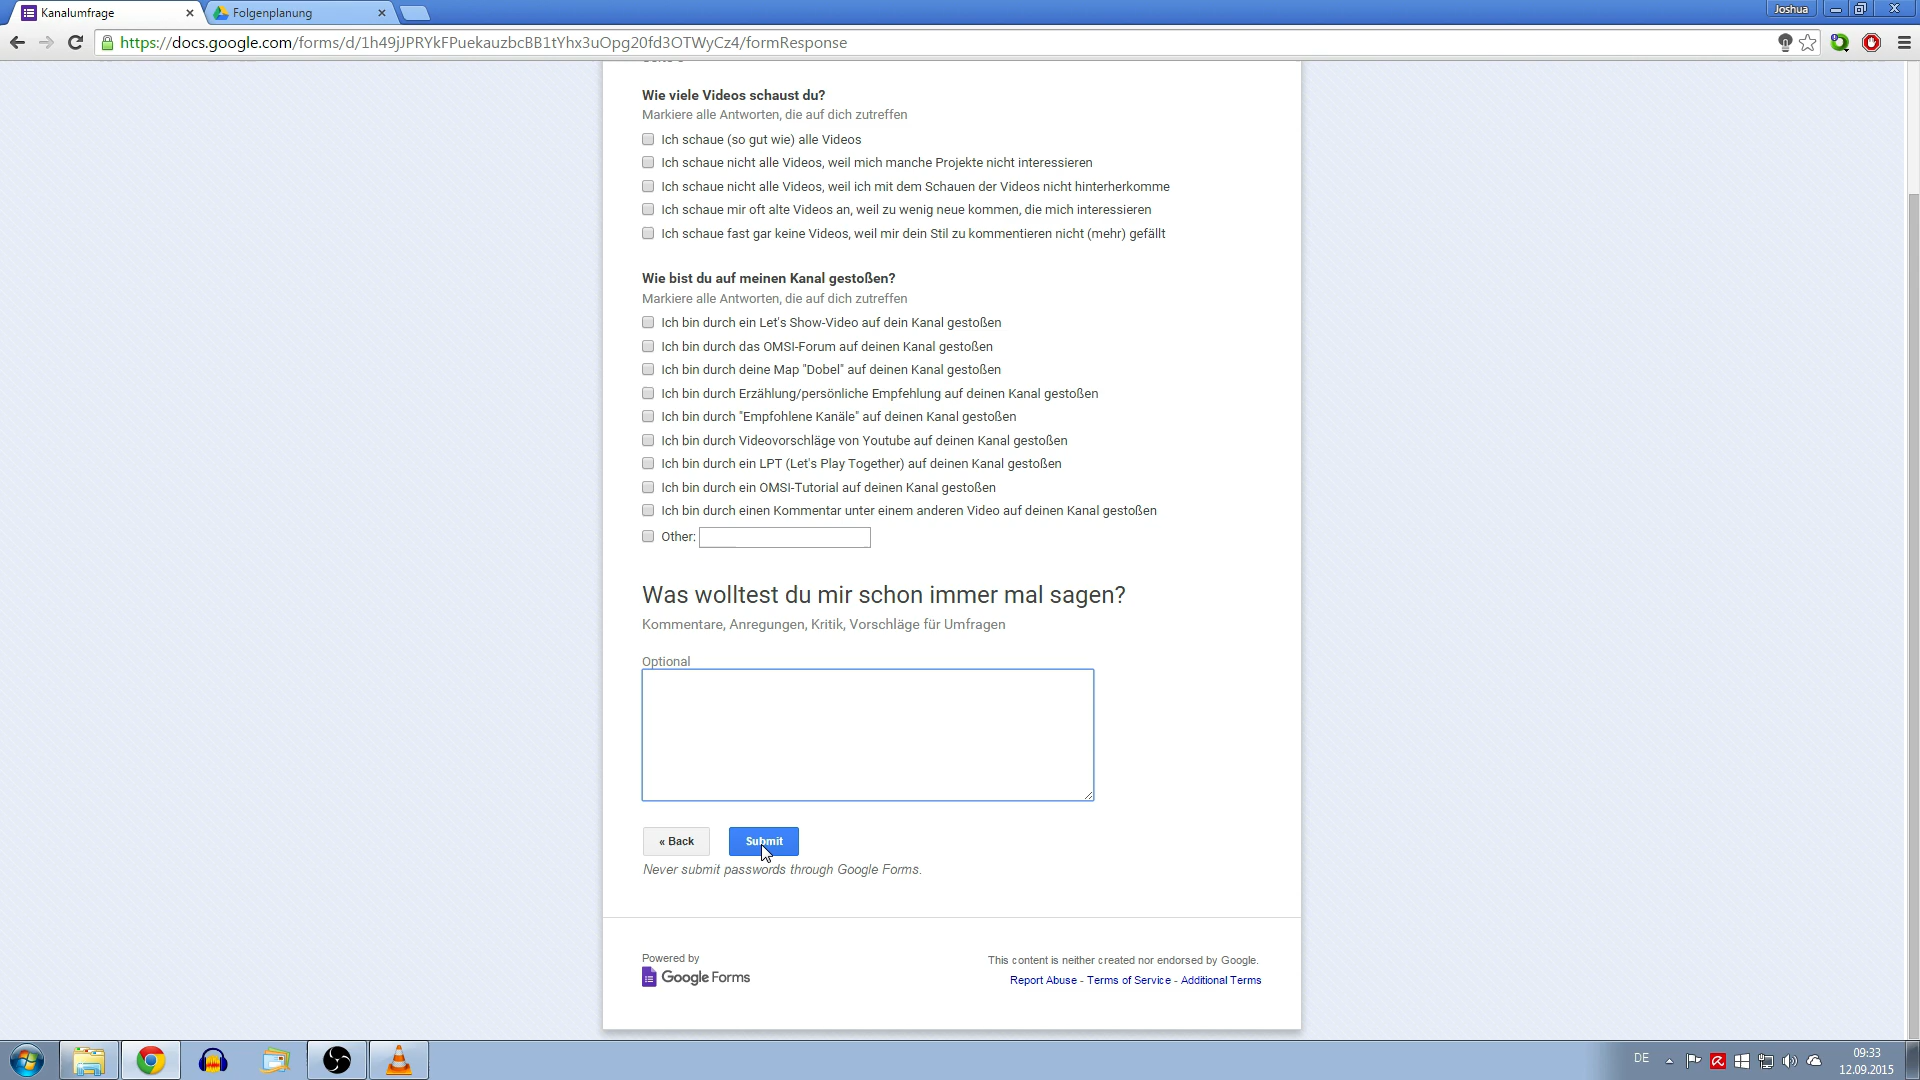 Kanalumfrage
Folgenplanung
Joshua
https://docs.google.com/forms/d/1h49jJPRYkFPuekauzbcBB1tYhx3uOpg20fd3OTWyCz4/formResponse
Wie viele Videos schaust du?
Markiere alle Antworten, die auf dich zutreffen
Ich schaue (so gut wie) alle Videos
Ich schaue nicht alle Videos, weil mich manche Projekte nicht interessieren
Ich schaue nicht alle Videos, weil ich mit dem Schauen der Videos nicht hinterherkomme
Ich schaue mir oft alte Videos an, weil zu wenig neue kommen, die mich interessieren
Ich schaue fast gar keine Videos, weil mir dein Stil zu kommentieren nicht (mehr) gefällt
Wie bist du auf meinen Kanal gestoßen?
Markiere alle Antworten, die auf dich zutreffen
Ich bin durch ein Let's Show-Video auf dein Kanal gestoßen
Ich bin durch das OMSI-Forum auf deinen Kanal gestoßen
Ich bin durch deine Map "Dobel" auf deinen Kanal gestoßen
Ich bin durch Erzählung/persönliche Empfehlung auf deinen Kanal gestoßen
Ich bin durch "Empfohlene Kanäle" auf deinen Kanal gestoßen
Ich bin durch Videovorschläge von Youtube auf deinen Kanal gestoßen
Ich bin durch ein LPT (Let's Play Together) auf deinen Kanal gestoßen
Ich bin durch ein OMSI-Tutorial auf deinen Kanal gestoßen
Ich bin durch einen Kommentar unter einem anderen Video auf deinen Kanal gestoßen
Other:
Was wolltest du mir schon immer mal sagen?
Kommentare, Anregungen, Kritik, Vorschläge für Umfragen
Optional
« Back
Submit
Never submit passwords through Google Forms.
Powered by
Google Forms
This content is neither created nor endorsed by Google.
Report Abuse - Terms of Service - Additional Terms
DE
09:33
12.09.2015